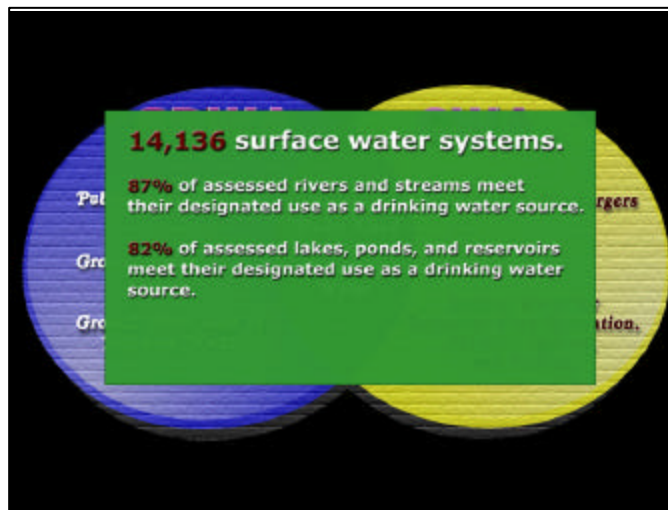 14,136 surface water systems.
87% of assessed rivers and streams meet
their designated use as a drinking water source.
82% of assessed lakes, ponds, and reservoirs
meet their designated use as a drinking water
source.